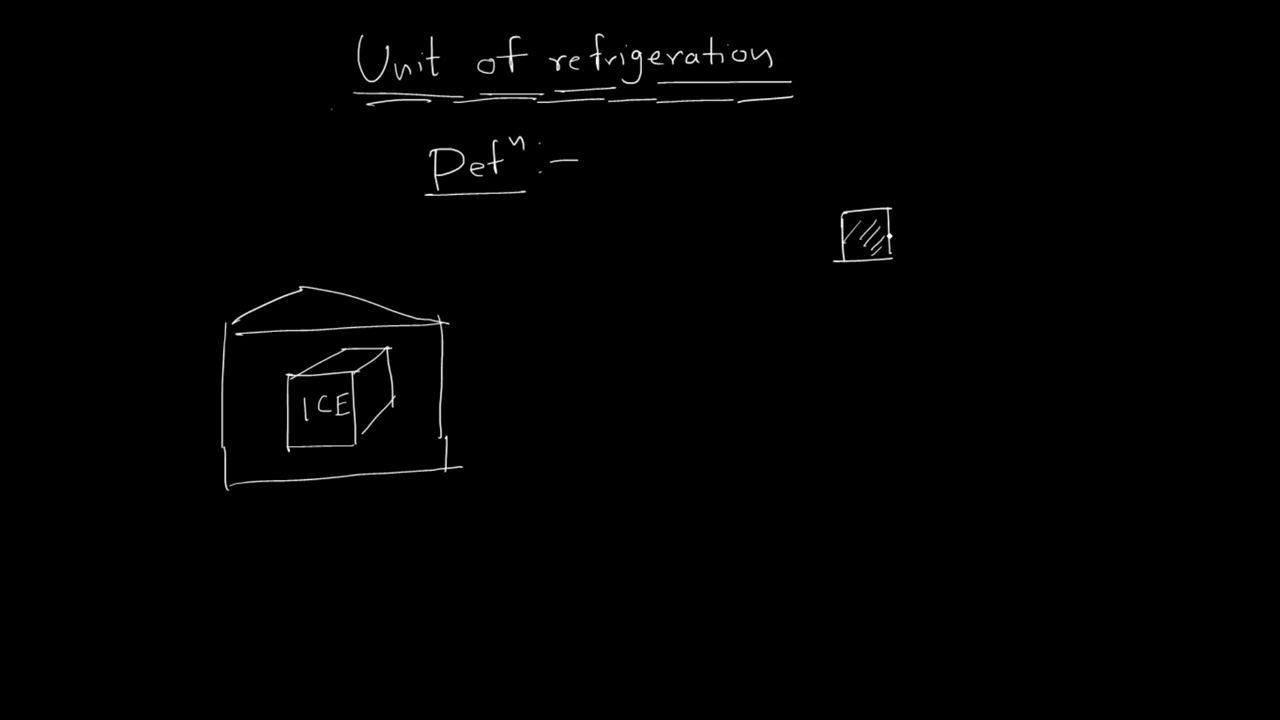 Unit of refrigeration
Defⁿ :-
ICE